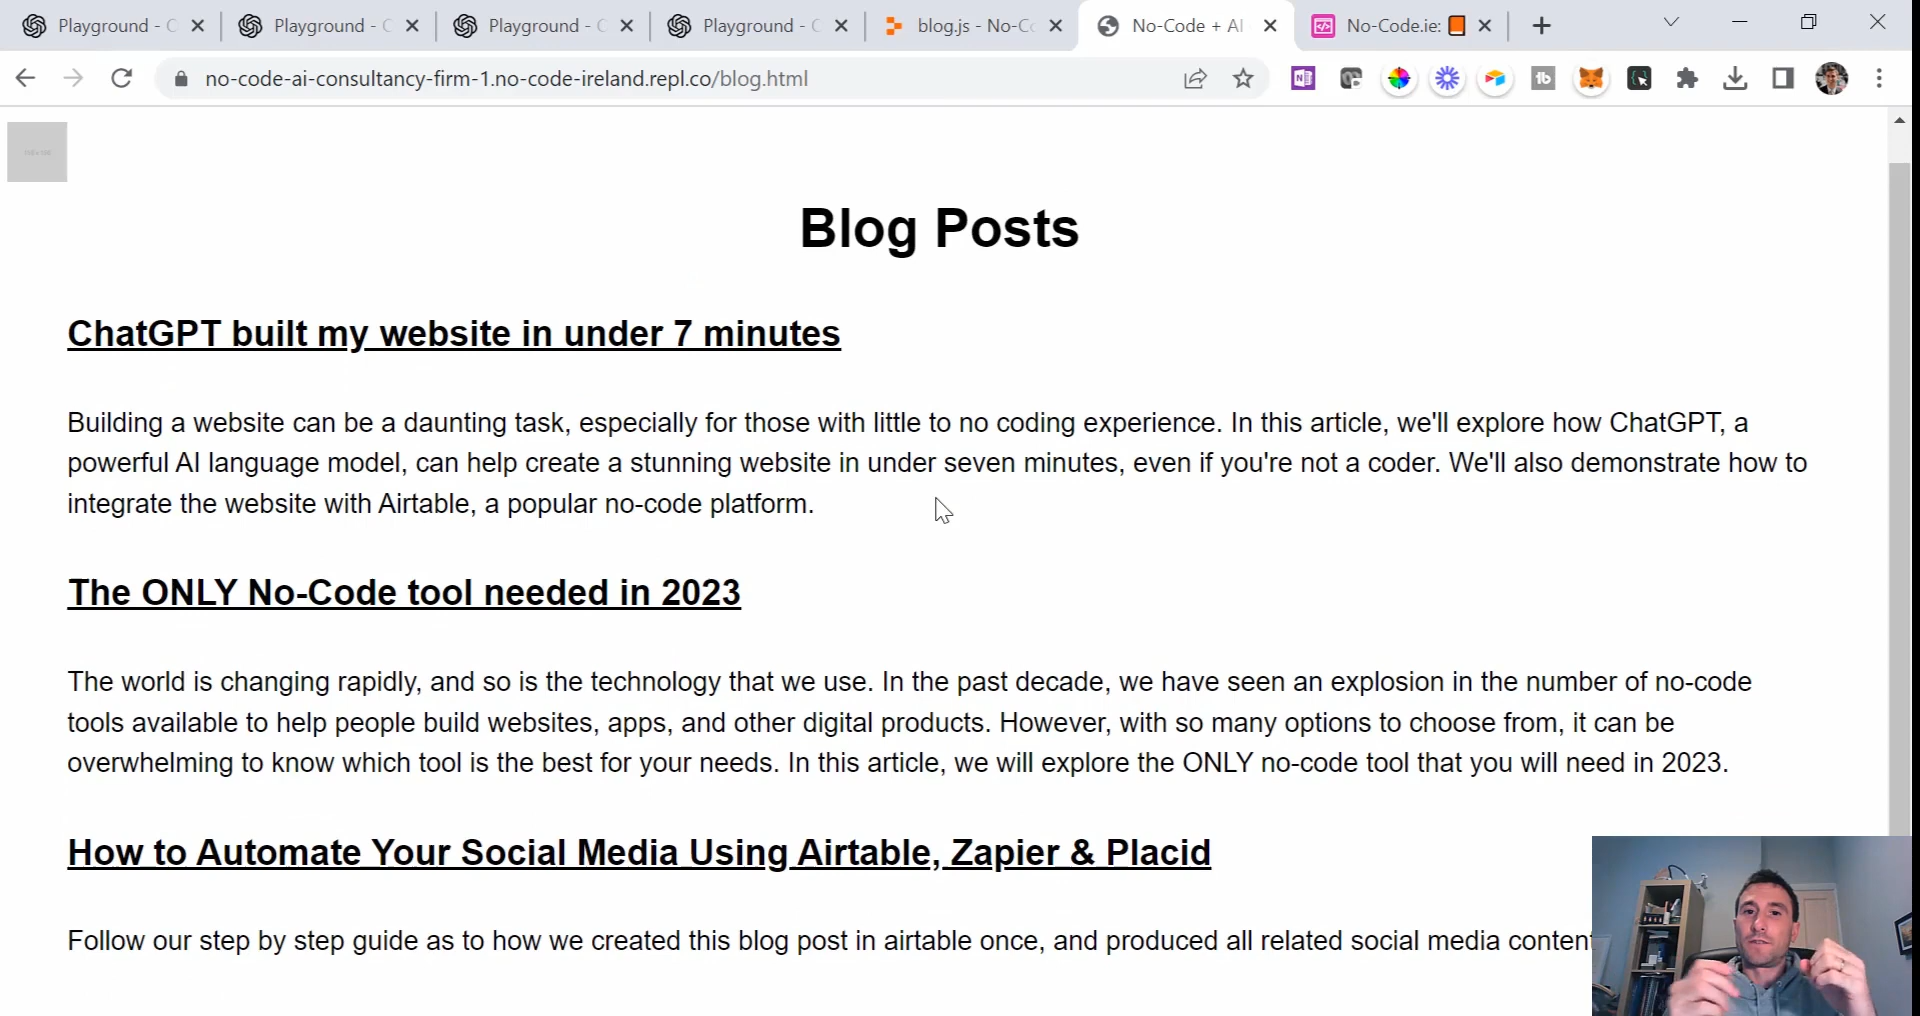 Playground - C
Playground - C
Playground - C
Playground - C
blog.js - No-Co
No-Code + AI
No-Code.ie:
no-code-ai-consultancy-firm-1.no-code-ireland.repl.co/blog.html
Blog Posts
ChatGPT built my website in under 7 minutes
Building a website can be a daunting task, especially for those with little to no coding experience. In this article, we'll explore how ChatGPT, a
powerful AI language model, can help create a stunning website in under seven minutes, even if you're not a coder. We'll also demonstrate how to
integrate the website with Airtable, a popular no-code platform.
The ONLY No-Code tool needed in 2023
The world is changing rapidly, and so is the technology that we use. In the past decade, we have seen an explosion in the number of no-code
tools available to help people build websites, apps, and other digital products. However, with so many options to choose from, it can be
overwhelming to know which tool is the best for your needs. In this article, we will explore the ONLY no-code tool that you will need in 2023.
How to Automate Your Social Media Using Airtable, Zapier & Placid
Follow our step by step guide as to how we created this blog post in airtable once, and produced all related social media content